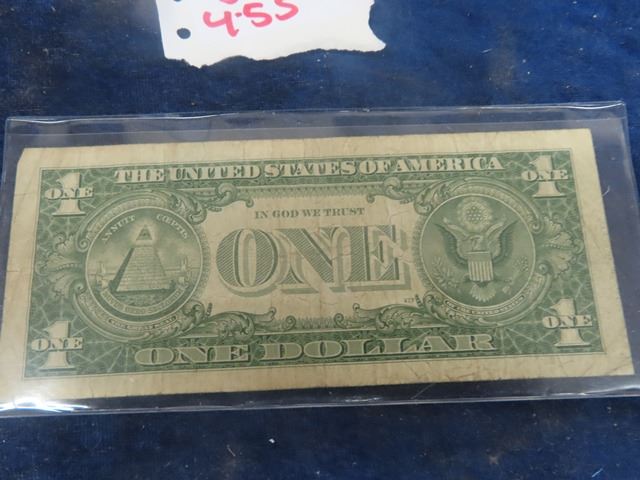 4-55
THE UNITED STATES OF AMERICA
1 ONE
ONE 1
ANNUIT CŒPTIS
IN GOD WE TRUST
ONE
1 ONE
ONE 1
ONE DOLLAR